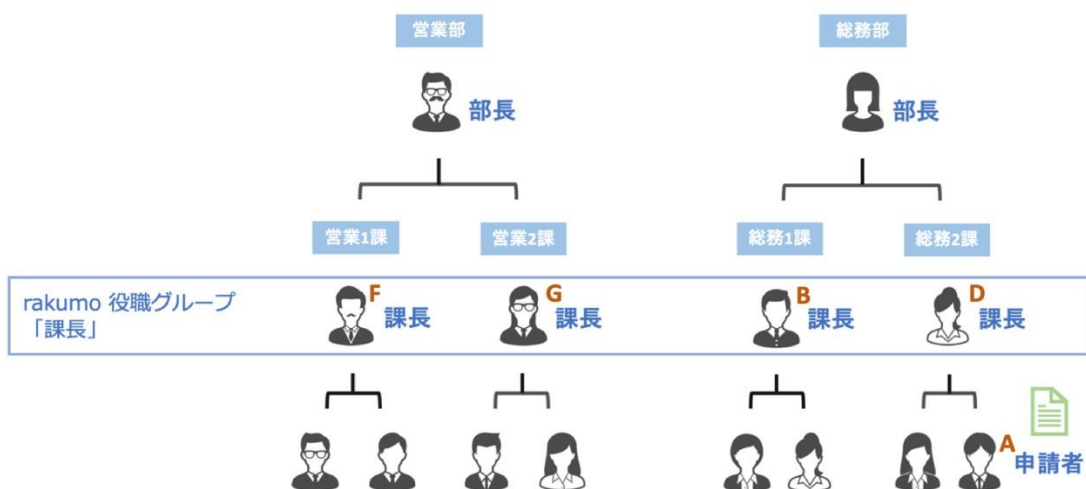 営業部
総務部
部長
部長
営業1課
営業2課
総務1課
総務2課
rakumo 役職グループ
「課長」
F
課長
G
課長
B
課長
D
課長
A
申請者